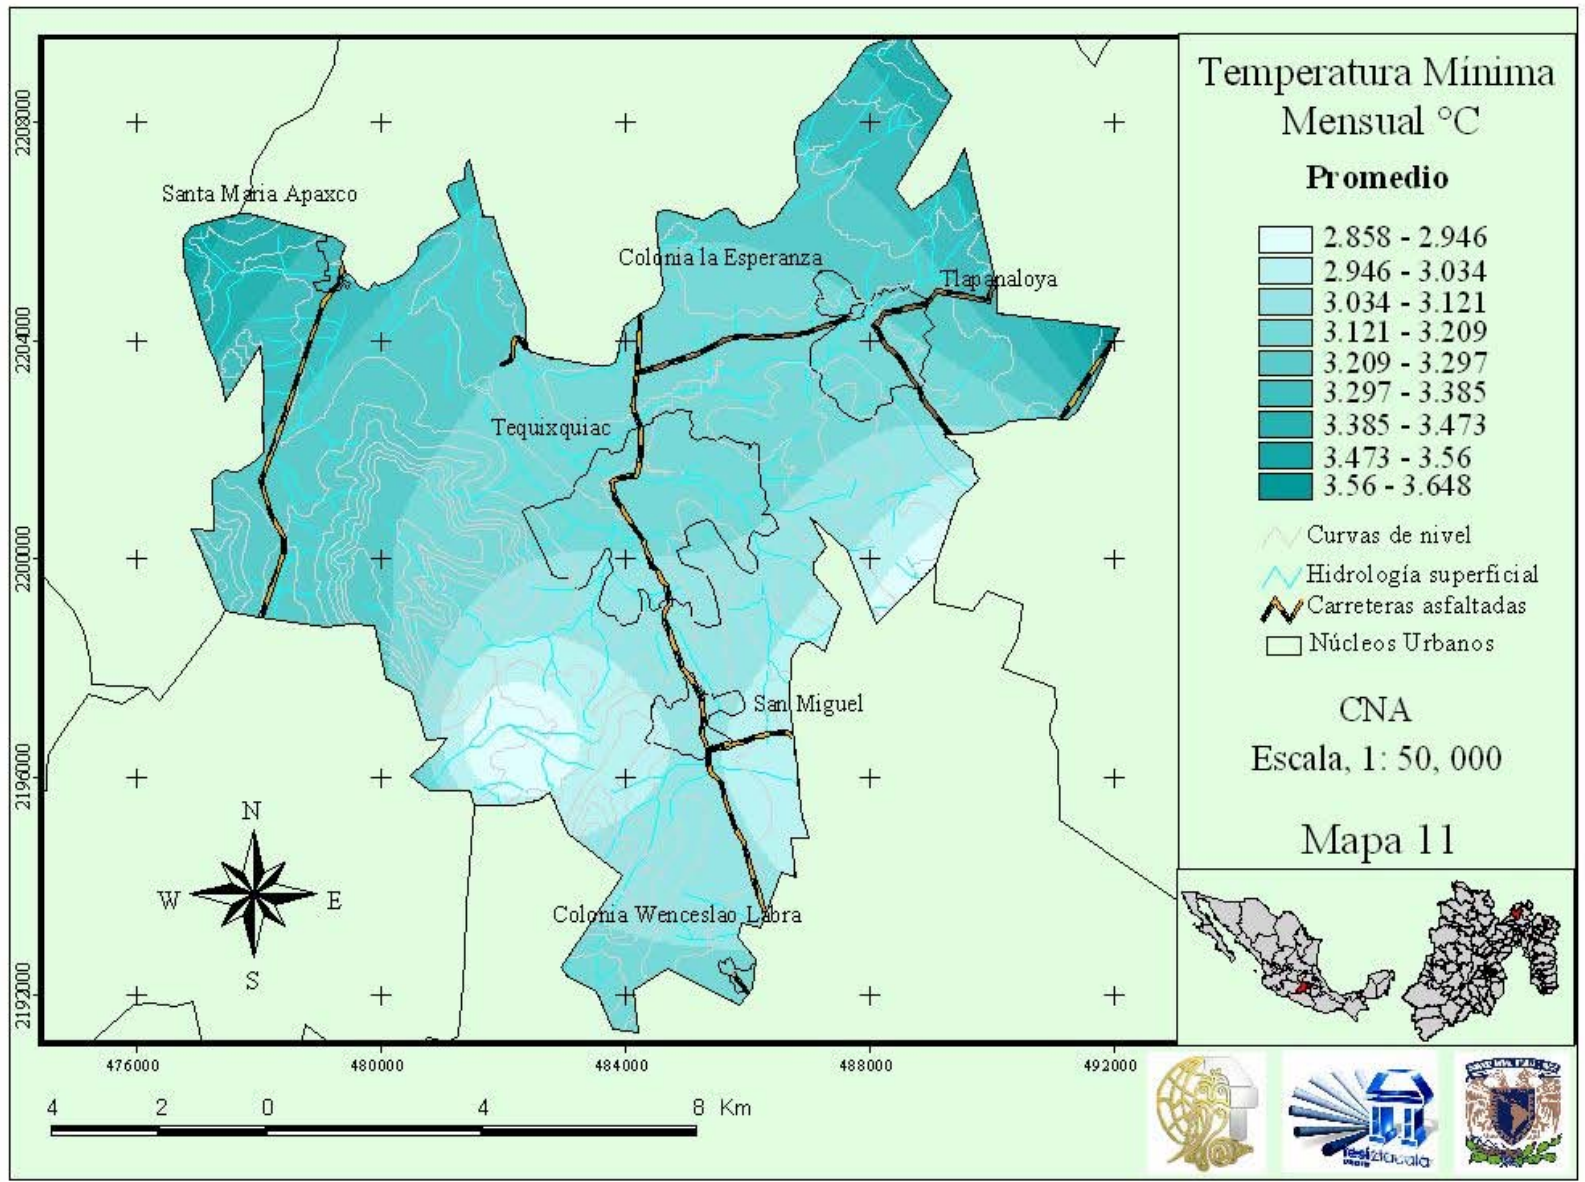 Temperatura Mínima
Mensual °C
Promedio
2.858 - 2.946
2.946 - 3.034
3.034 - 3.121
3.121 - 3.209
3.209 - 3.297
3.297 - 3.385
3.385 - 3.473
3.473 - 3.56
3.56 - 3.648
Curvas de nivel
Hidrología superficial
Carreteras asfaltadas
Núcleos Urbanos
CNA
Escala, 1: 50, 000
Mapa 11
Santa Maria Apaxco
Colonia la Esperanza
Tlapanaloya
Tequixquiac
San Miguel
Colonia Wenceslao Labra
N
W E
S
2208000
2204000
2200000
2196000
2192000
476000 480000 484000 488000 492000
4 2 0 4 8 Km